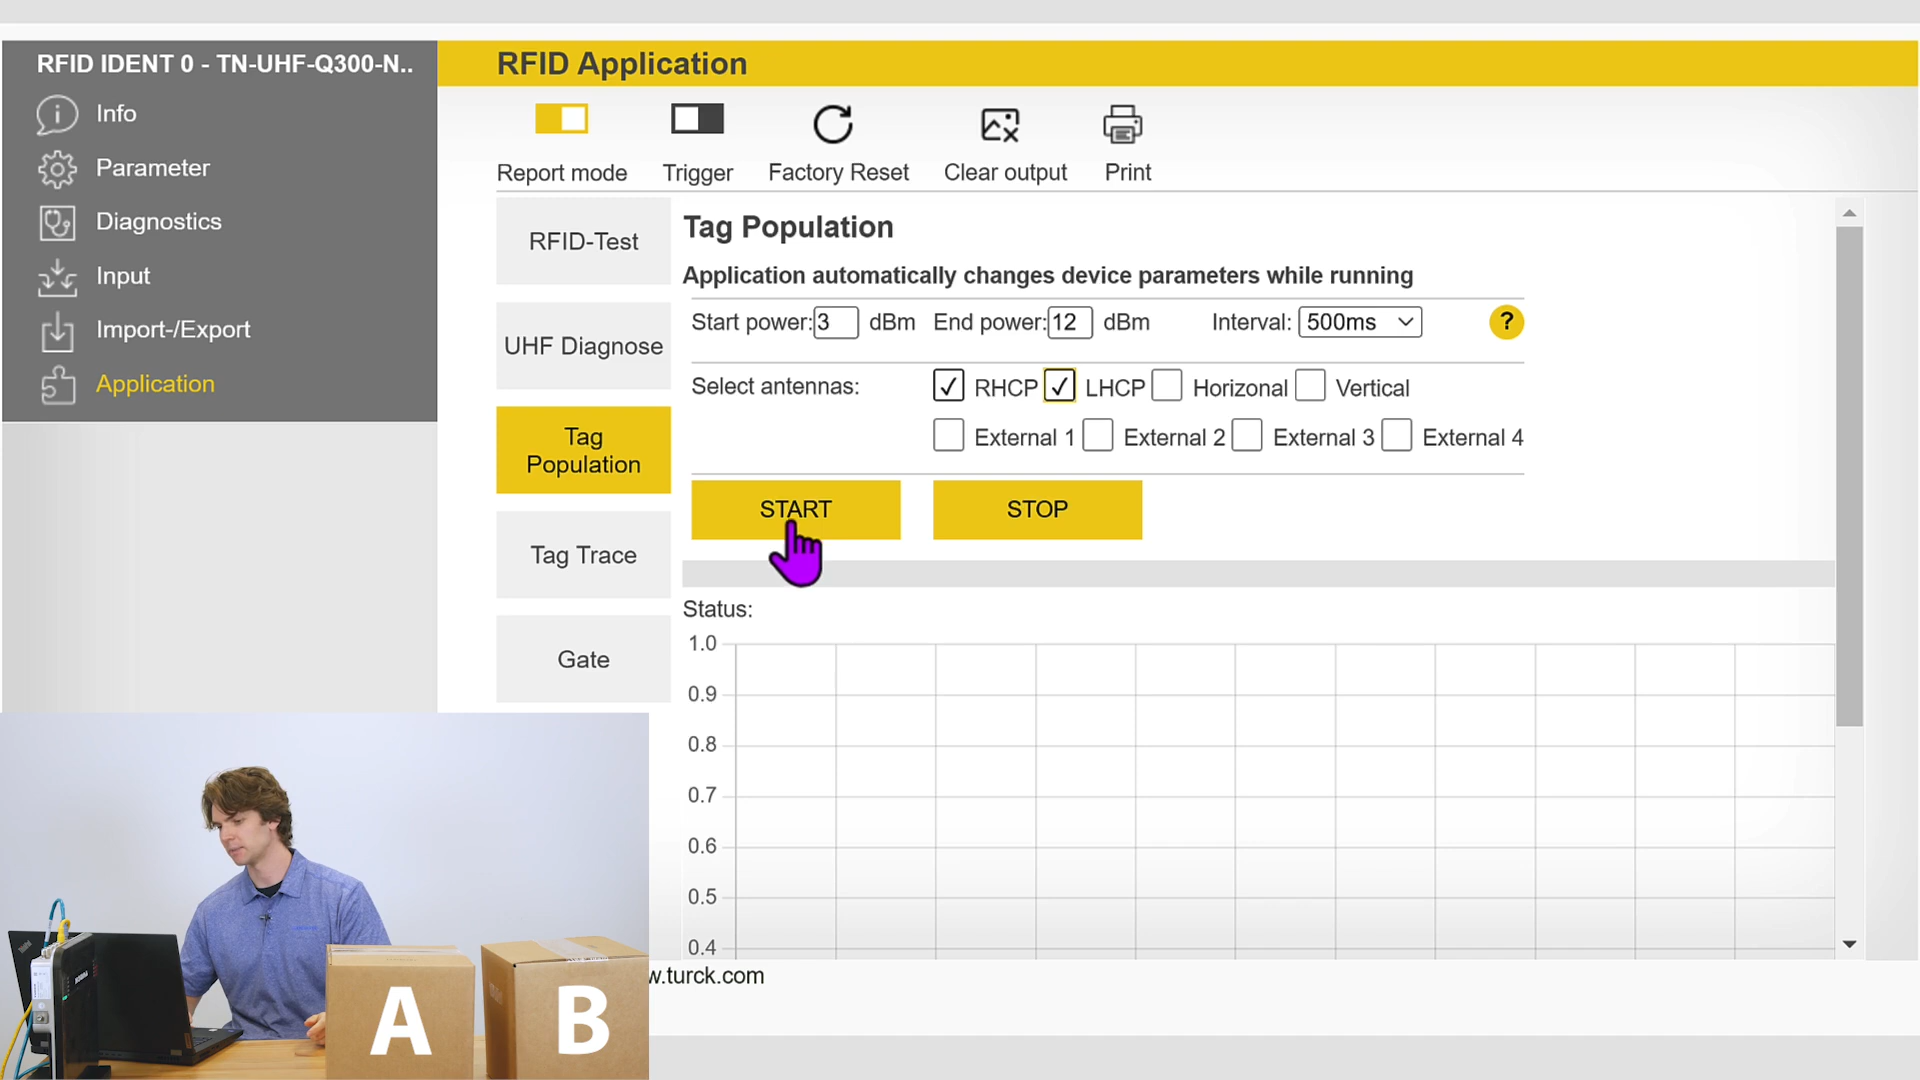 RFID IDENT 0 - TN-UHF-Q300-N..
Info
Parameter
Diagnostics
Input
Import-/Export
Application
RFID Application
Report mode
Trigger
Factory Reset
Clear output
Print
RFID-Test
UHF Diagnose
Tag
Population
Tag Trace
Gate
Tag Population
Application automatically changes device parameters while running
Start power: 3 dBm End power: 12 dBm Interval: 500ms ?
Select antennas: RHCP LHCP Horizonal Vertical
External 1 External 2 External 3 External 4
START STOP
Status:
1.0
0.9
0.8
0.7
0.6
0.5
0.4
w.turck.com
A
B